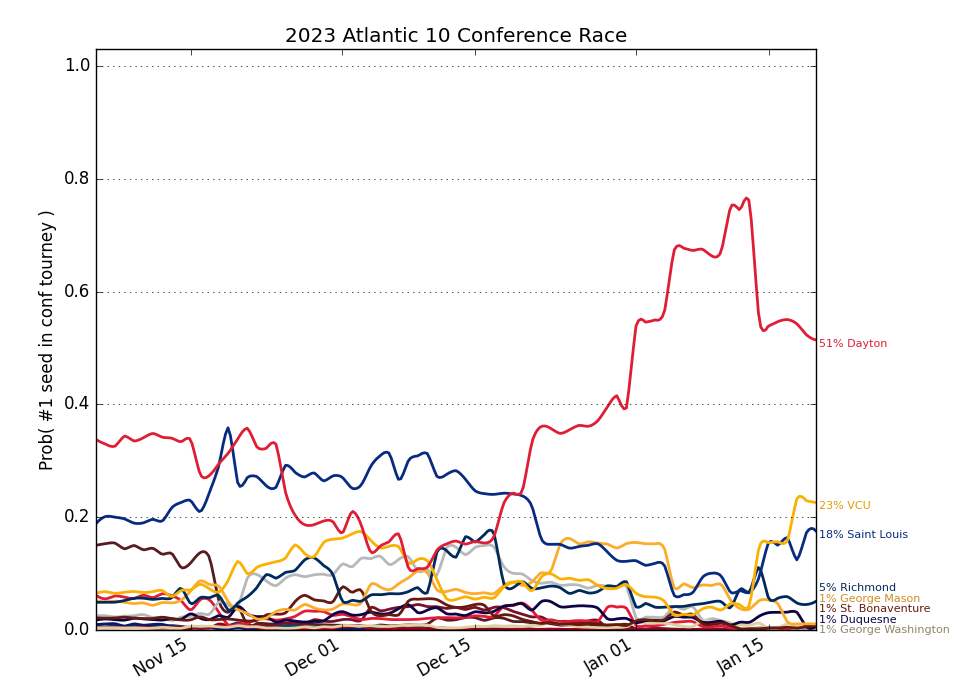 2023 Atlantic 10 Conference Race
Prob( #1 seed in conf tourney )
1.0
0.8
0.6
0.4
0.2
0.0
Nov 15
Dec 01
Dec 15
Jan 01
Jan 15
51% Dayton
23% VCU
18% Saint Louis
5% Richmond
1% George Mason
1% St. Bonaventure
1% Duquesne
1% George Washington